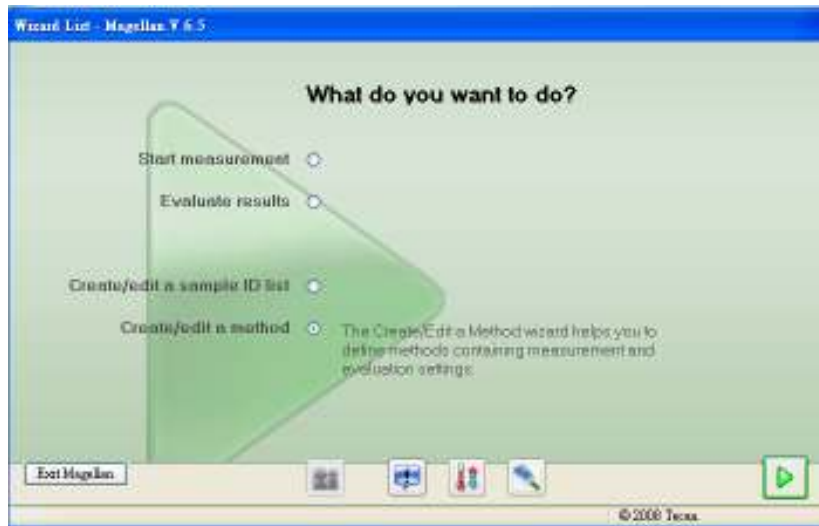 Wizard List - Magellan V 6.5
What do you want to do?
Start measurement
Evaluate results
Create/edit a sample ID list
Create/edit a method
The Create/Edit a Method wizard helps you to
define methods containing measurement and
evaluation settings.
Exit Magellan
© 2008 Tecan